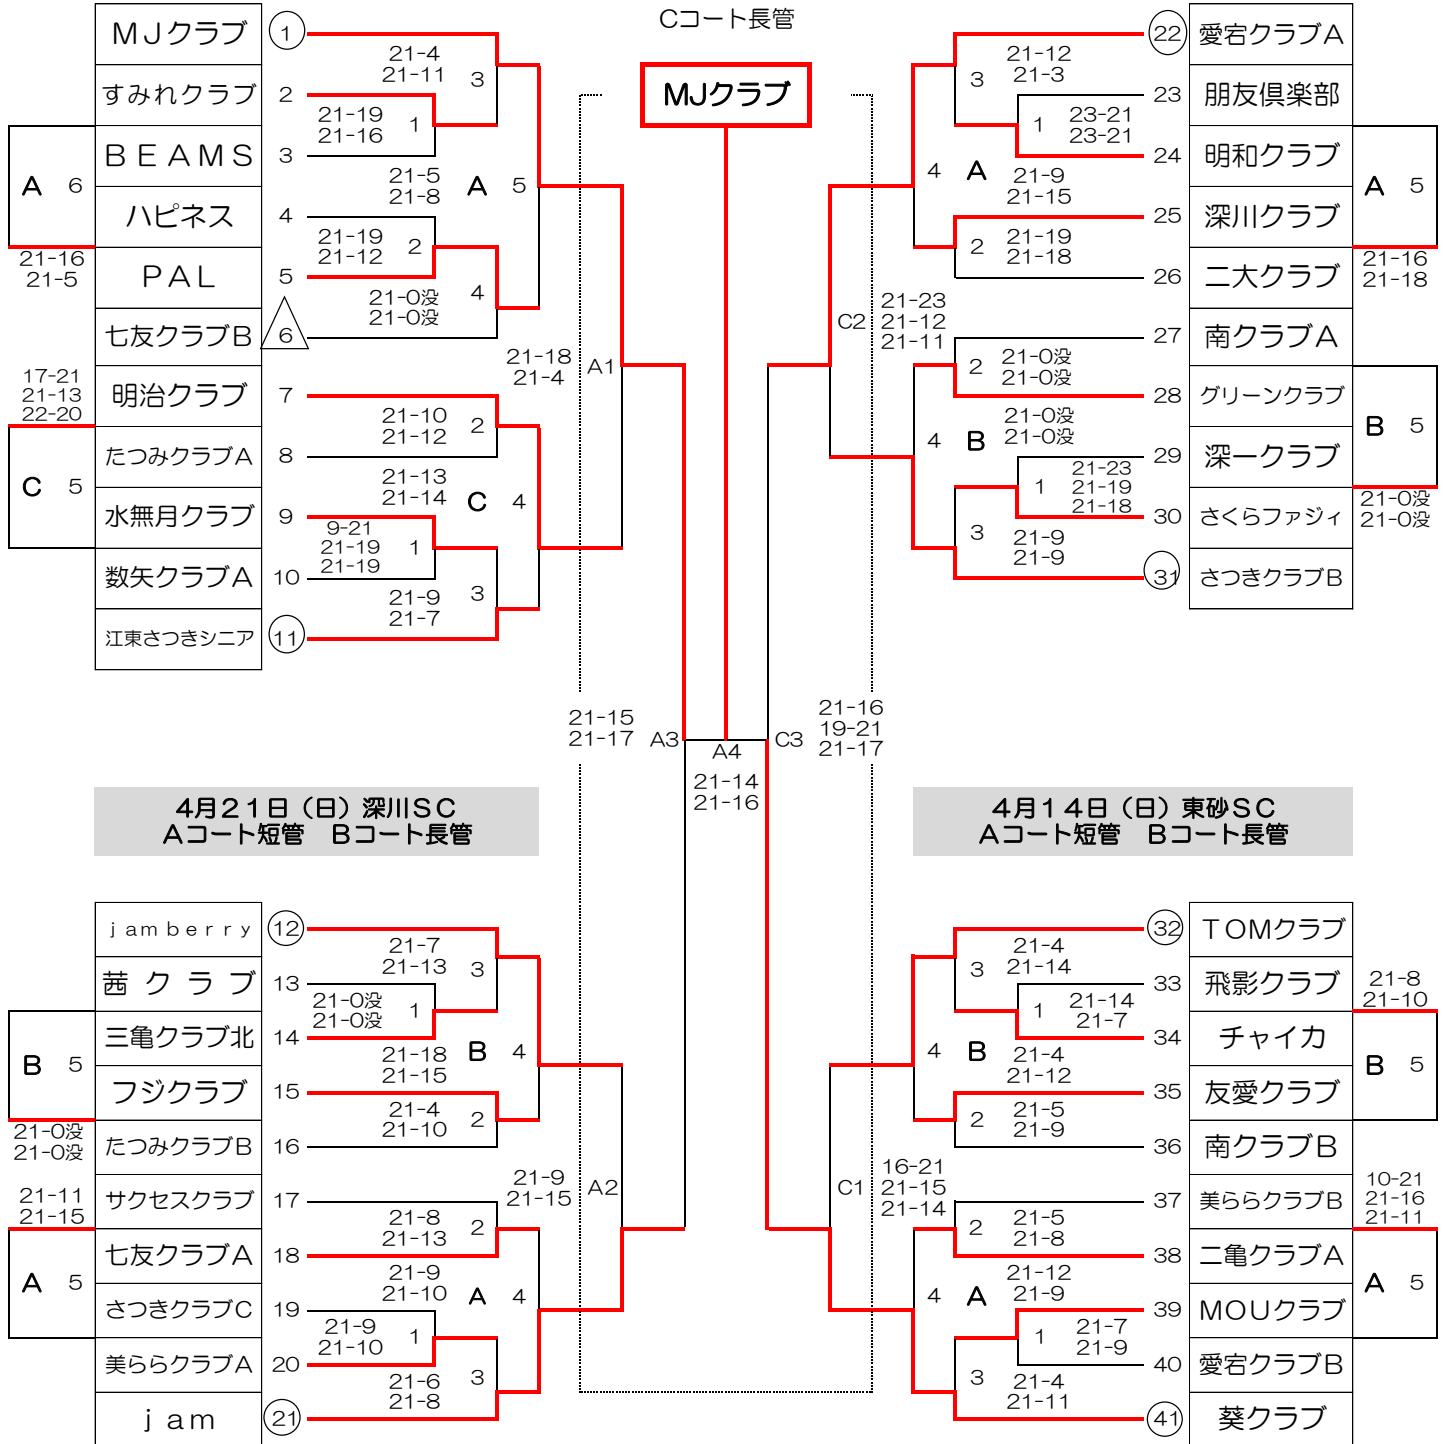 Cコート長管
MJクラブ
MJクラブ 1
すみれクラブ 2
BEAMS 3
ハピネス 4
PAL 5
七友クラブB 6
明治クラブ 7
たつみクラブA 8
水無月クラブ 9
数矢クラブA 10
江東さつきシニア 11
21-4
21-11
3
21-19
21-16
1
21-5
21-8
A 5
21-19
21-12
2
21-0没
21-0没
4
A 6
21-16
21-5
17-21
21-13
22-20
C 5
21-18
21-4
A1
21-10
21-12
2
21-13
21-14
C 4
9-21
21-19
21-19
1
21-9
21-7
3
22 愛宕クラブA
23 朋友倶楽部
24 明和クラブ
25 深川クラブ
26 二大クラブ
27 南クラブA
28 グリーンクラブ
29 深一クラブ
30 さくらファジィ
31 さつきクラブB
21-12
21-3
3
23-21
23-21
1
4 A
21-9
21-15
21-19
21-18
2
A 5
21-16
21-18
C2
21-23
21-12
21-11
2
21-0没
21-0没
4 B
21-0没
21-0没
1
21-23
21-19
21-18
3
21-9
21-9
B 5
21-0没
21-0没
21-15
21-17
A3
A4
21-14
21-16
C3
21-16
19-21
21-17
4月21日(日)深川SC
Aコート短管 Bコート長管
4月14日(日)東砂SC
Aコート短管 Bコート長管
jamberry 12
茜クラブ 13
三亀クラブ北 14
フジクラブ 15
たつみクラブB 16
サクセスクラブ 17
七友クラブA 18
さつきクラブC 19
美ららクラブA 20
jam 21
21-7
21-13
3
21-0没
21-0没
1
21-18
21-15
B 4
21-4
21-10
2
B 5
21-0没
21-0没
21-11
21-15
A 5
21-9
21-15
A2
21-8
21-13
2
21-9
21-10
A 4
21-9
21-10
1
21-6
21-8
3
32 TOMクラブ
33 飛影クラブ
34 チャイカ
35 友愛クラブ
36 南クラブB
37 美ららクラブB
38 二亀クラブA
39 MOUクラブ
40 愛宕クラブB
41 葵クラブ
21-4
21-14
3
21-14
21-7
1
4 B
21-4
21-12
2
21-5
21-9
21-8
21-10
B 5
C1
16-21
21-15
21-14
2
21-5
21-8
4 A
21-12
21-9
1
21-7
21-9
3
21-4
21-11
10-21
21-16
21-11
A 5